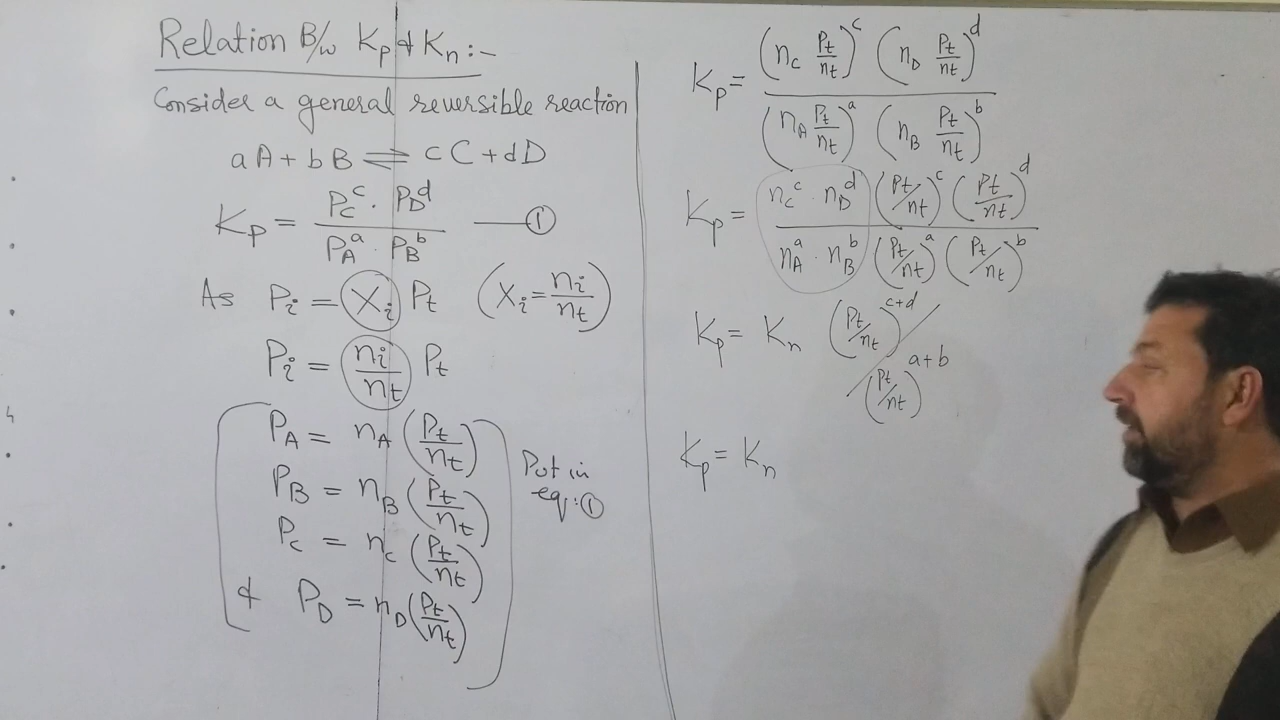 Relation B/w Kp & Kn :-
Consider a general reversible reaction
aA + bB ⇌ cC + dD
Kp = PC^c . PD^d / PA^a . PB^b —— ①
As Pi = Xi Pt (Xi = ni/nt)
Pi = ni/nt Pt
PA = nA (Pt/nt)
PB = nB (Pt/nt)
Pc = nc (Pt/nt)
& PD = nD (Pt/nt)
Put in
eq: ①
Kp = (nC Pt/nt)^c (nD Pt/nt)^d / (nA Pt/nt)^a (nB Pt/nt)^b
Kp = nC^c . nD^d (Pt/nt)^c (Pt/nt)^d / nA^a . nB^b (Pt/nt)^a (Pt/nt)^b
Kp = Kn (Pt/nt)^c+d / (Pt/nt)^a+b
Kp = Kn